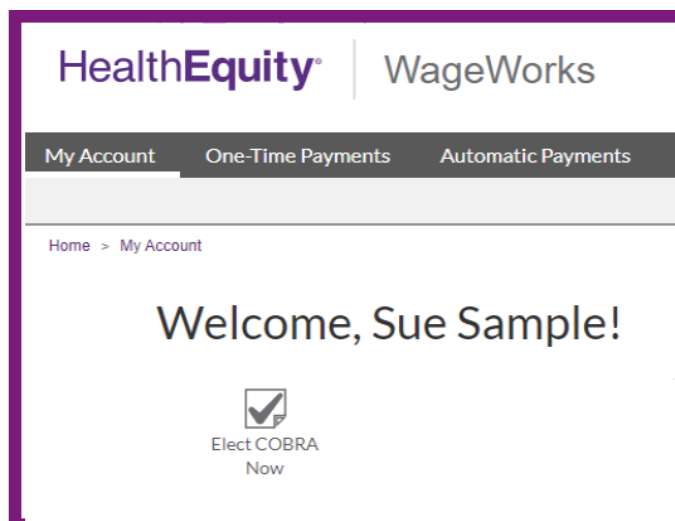 HealthEquity® WageWorks
My Account One-Time Payments Automatic Payments
Home > My Account
Welcome, Sue Sample!
Elect COBRA
Now